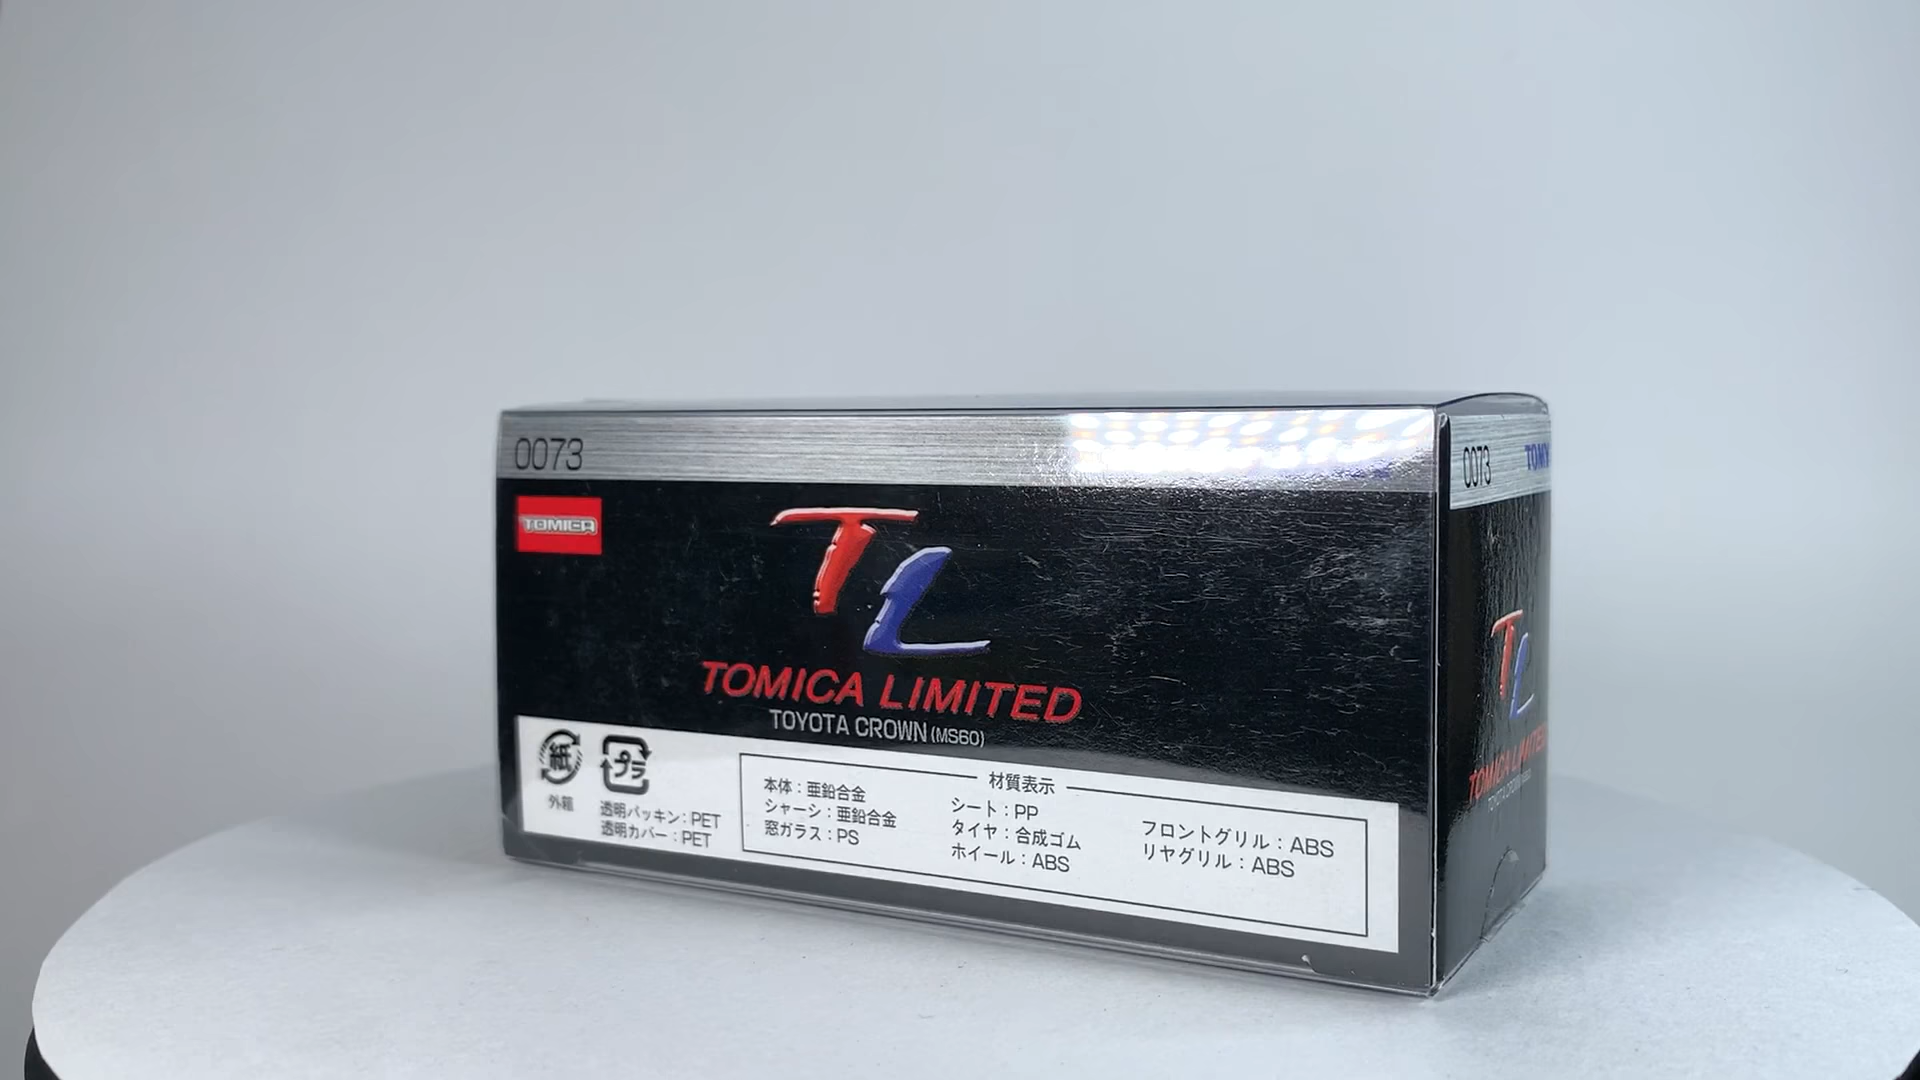 0073
TOMICA
TL
TOMICA LIMITED
TOYOTA CROWN (MS60)
紙
外箱
プラ
透明パッキン:PET
透明カバー:PET
材質表示
本体:亜鉛合金
シャーシ:亜鉛合金
窓ガラス:PS
シート:PP
タイヤ:合成ゴム
ホイール:ABS
フロントグリル:ABS
リヤグリル:ABS
0073
TOMY
TL
TOMICA LIMITED
TOYOTA CROWN